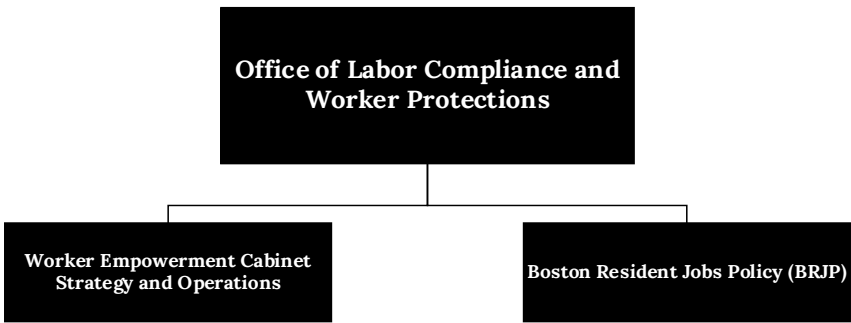 Office of Labor Compliance and
Worker Protections
Worker Empowerment Cabinet
Strategy and Operations
Boston Resident Jobs Policy (BRJP)